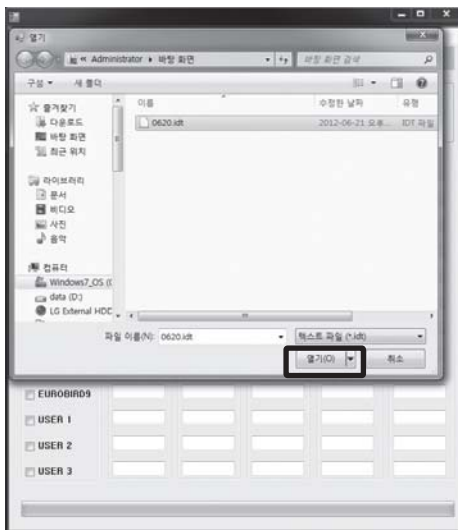 열기
« Administrator ▸ 바탕 화면
바탕 화면 검색
구성 ▾ 새 폴더
이름 수정한 날짜 유형
0620.idt 2012-06-21 오후... IDT 파일
즐겨찾기
다운로드
바탕 화면
최근 위치
라이브러리
문서
비디오
사진
음악
컴퓨터
Windows7_OS (C
data (D:)
LG External HDD
파일 이름(N): 0620.idt 텍스트 파일 (*.idt)
열기(O) 취소
EUROBIRD9
USER 1
USER 2
USER 3